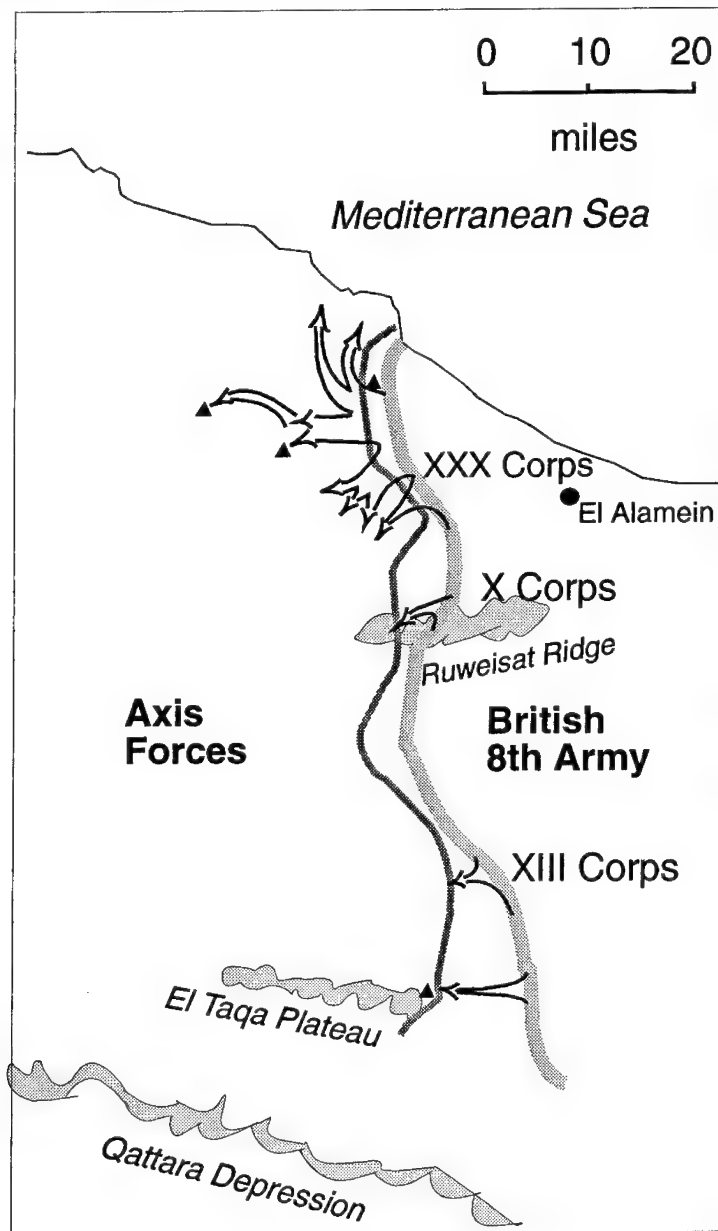 0 10 20
miles
Mediterranean Sea
XXX Corps
El Alamein
X Corps
Ruweisat Ridge
Axis
Forces
British
8th Army
XIII Corps
El Taqa Plateau
Qattara Depression